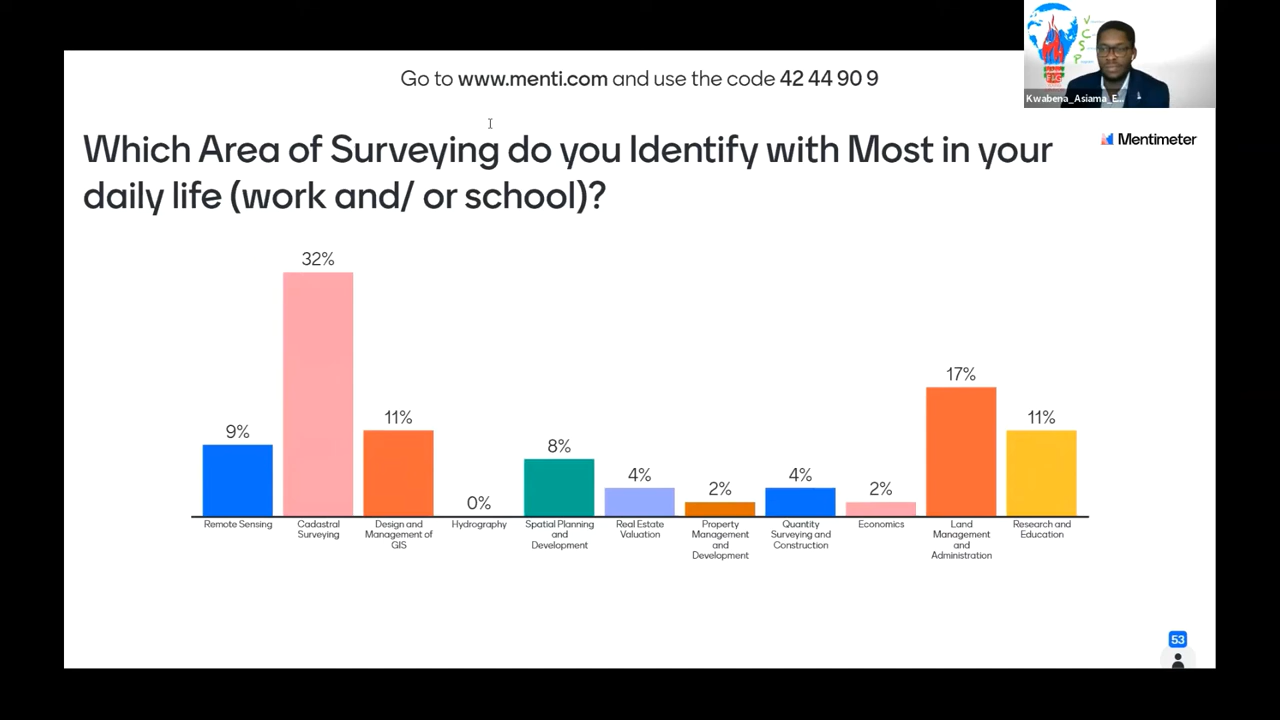 Go to www.menti.com and use the code 42 44 90 9
V
C
S
P
FIG
Kwabena_Asiama_E...
Mentimeter
Which Area of Surveying do you Identify with Most in your
daily life (work and/ or school)?
32%
17%
11%
11%
9%
8%
4%
4%
2%
2%
0%
Remote Sensing
Cadastral
Surveying
Design and
Management of
GIS
Hydrography
Spatial Planning
and
Development
Real Estate
Valuation
Property
Management
and
Development
Quantity
Surveying and
Construction
Economics
Land
Management
and
Administration
Research and
Education
53